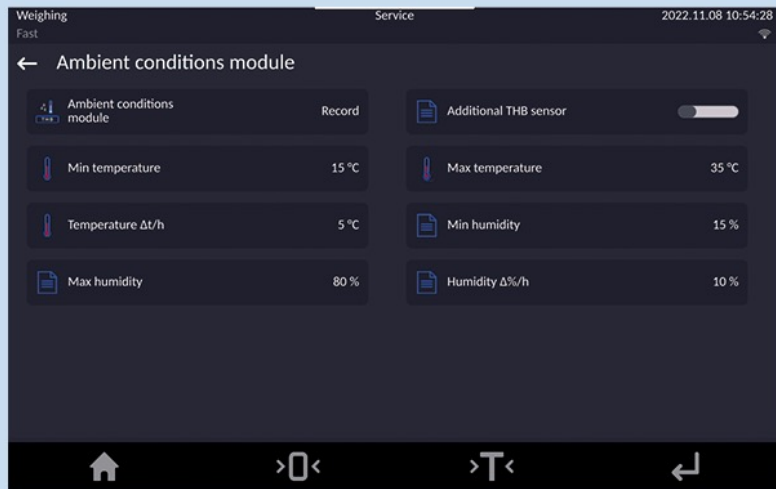 Weighing Service 2022.11.08 10:54:28
Fast
← Ambient conditions module
Ambient conditions
module
Record
Additional THB sensor
Min temperature 15 °C
Max temperature 35 °C
Temperature Δt/h 5 °C
Min humidity 15 %
Max humidity 80 %
Humidity Δ%/h 10 %
>0< >T<